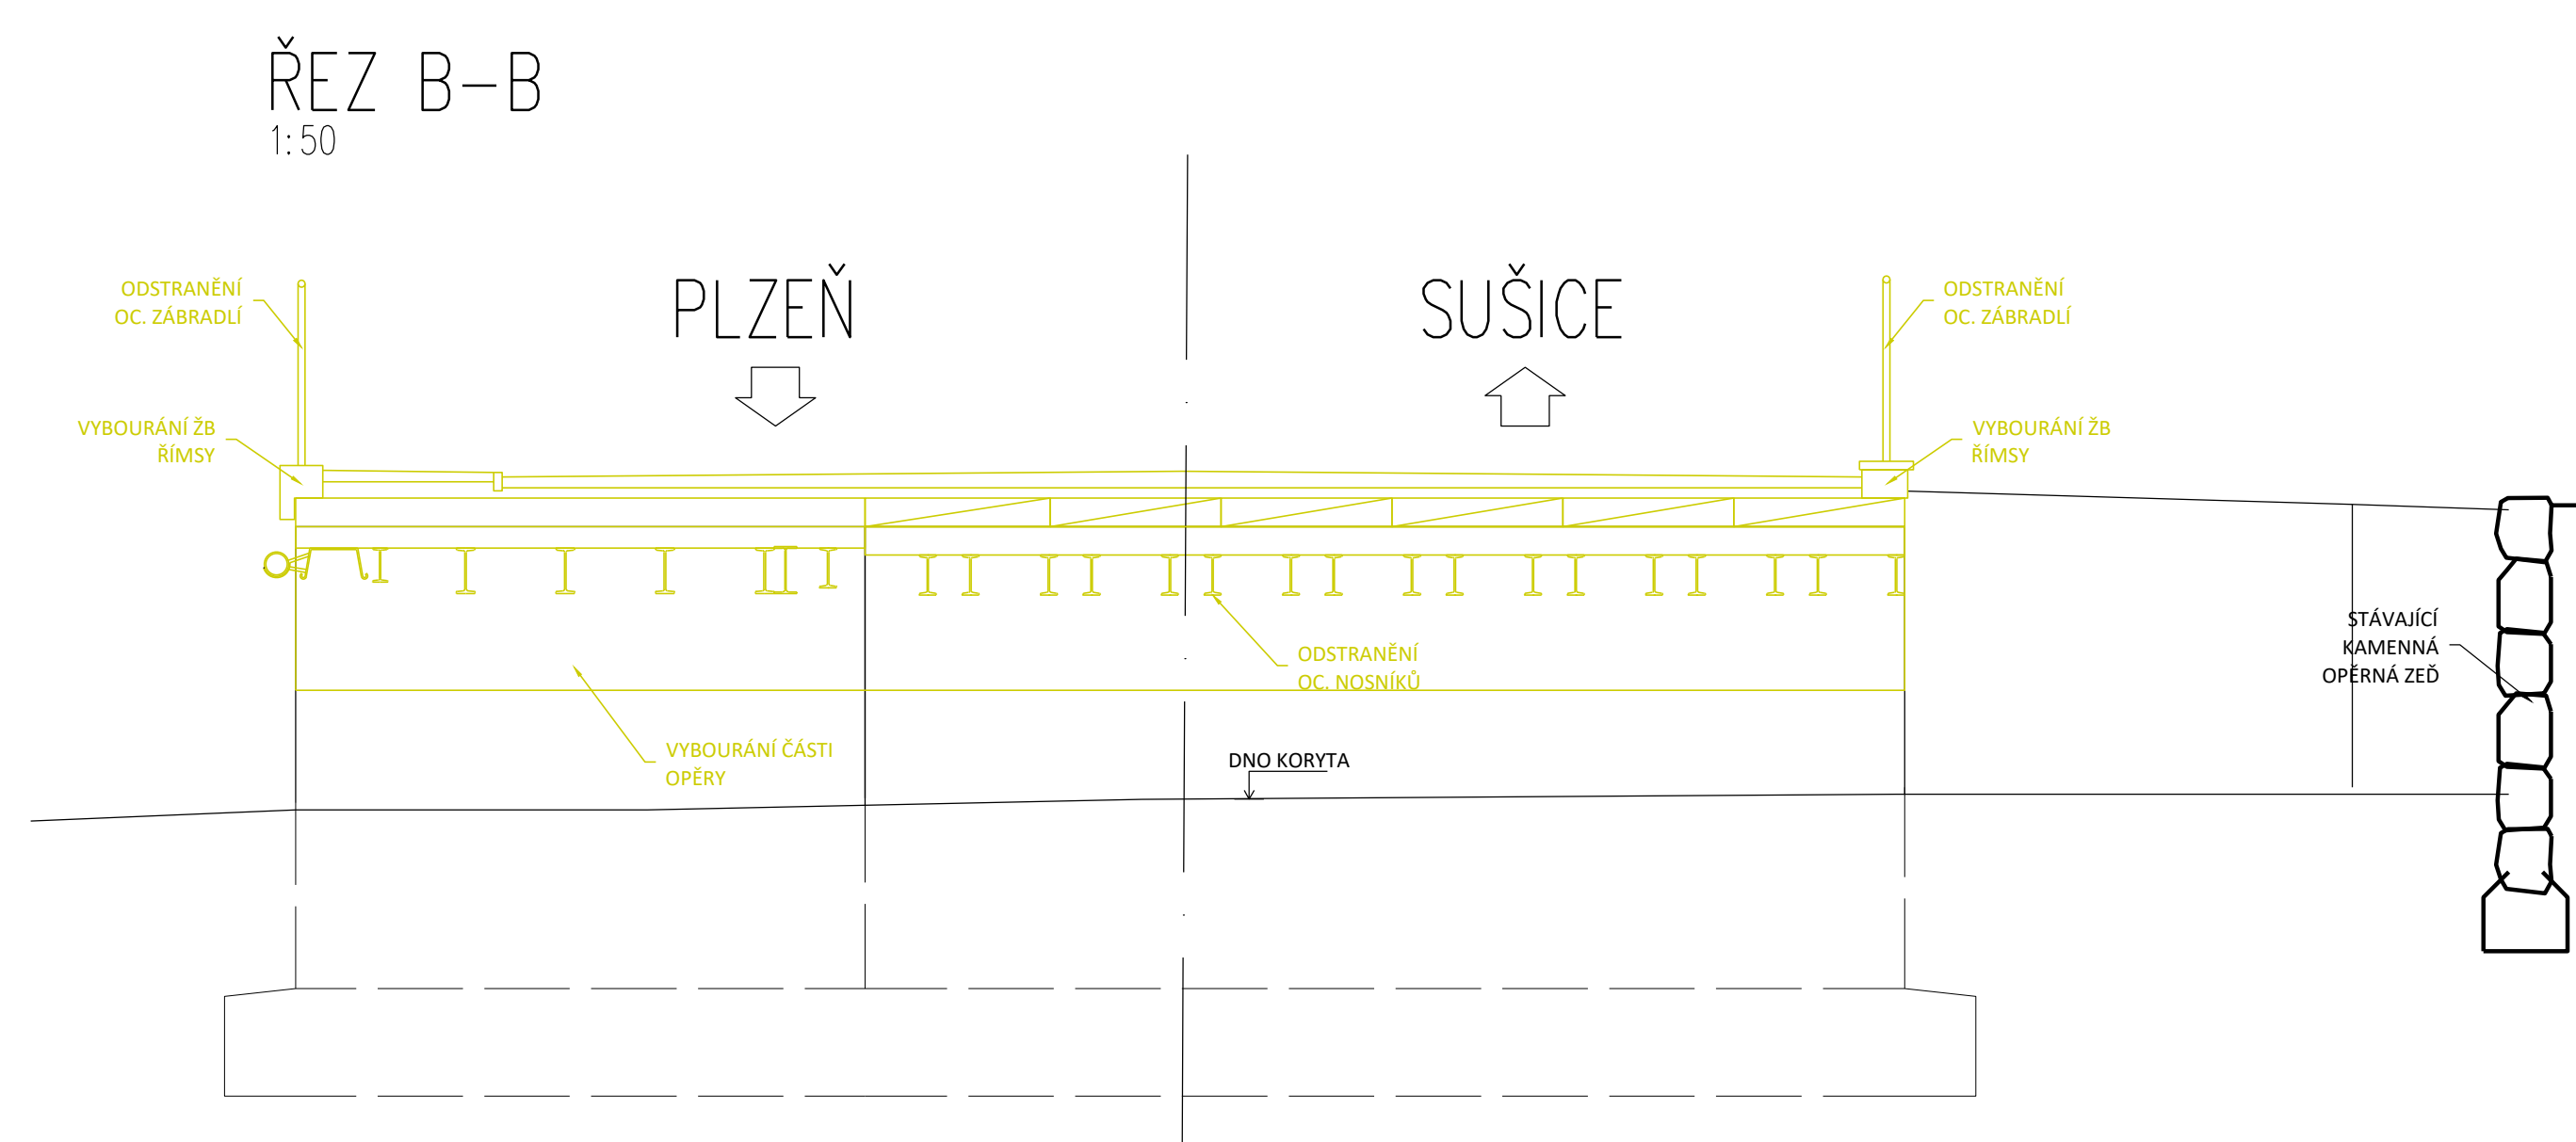 ŘEZ B-B
1:50
PLZEŇ
SUŠICE
ODSTRANĚNÍ
OC. ZÁBRADLÍ
ODSTRANĚNÍ
OC. ZÁBRADLÍ
VYBOURÁNÍ ŽB
ŘÍMSY
VYBOURÁNÍ ŽB
ŘÍMSY
STÁVAJÍCÍ
KAMENNÁ
OPĚRNÁ ZEĎ
ODSTRANĚNÍ
OC. NOSNÍKŮ
VYBOURÁNÍ ČÁSTI
OPĚRY
DNO KORYTA